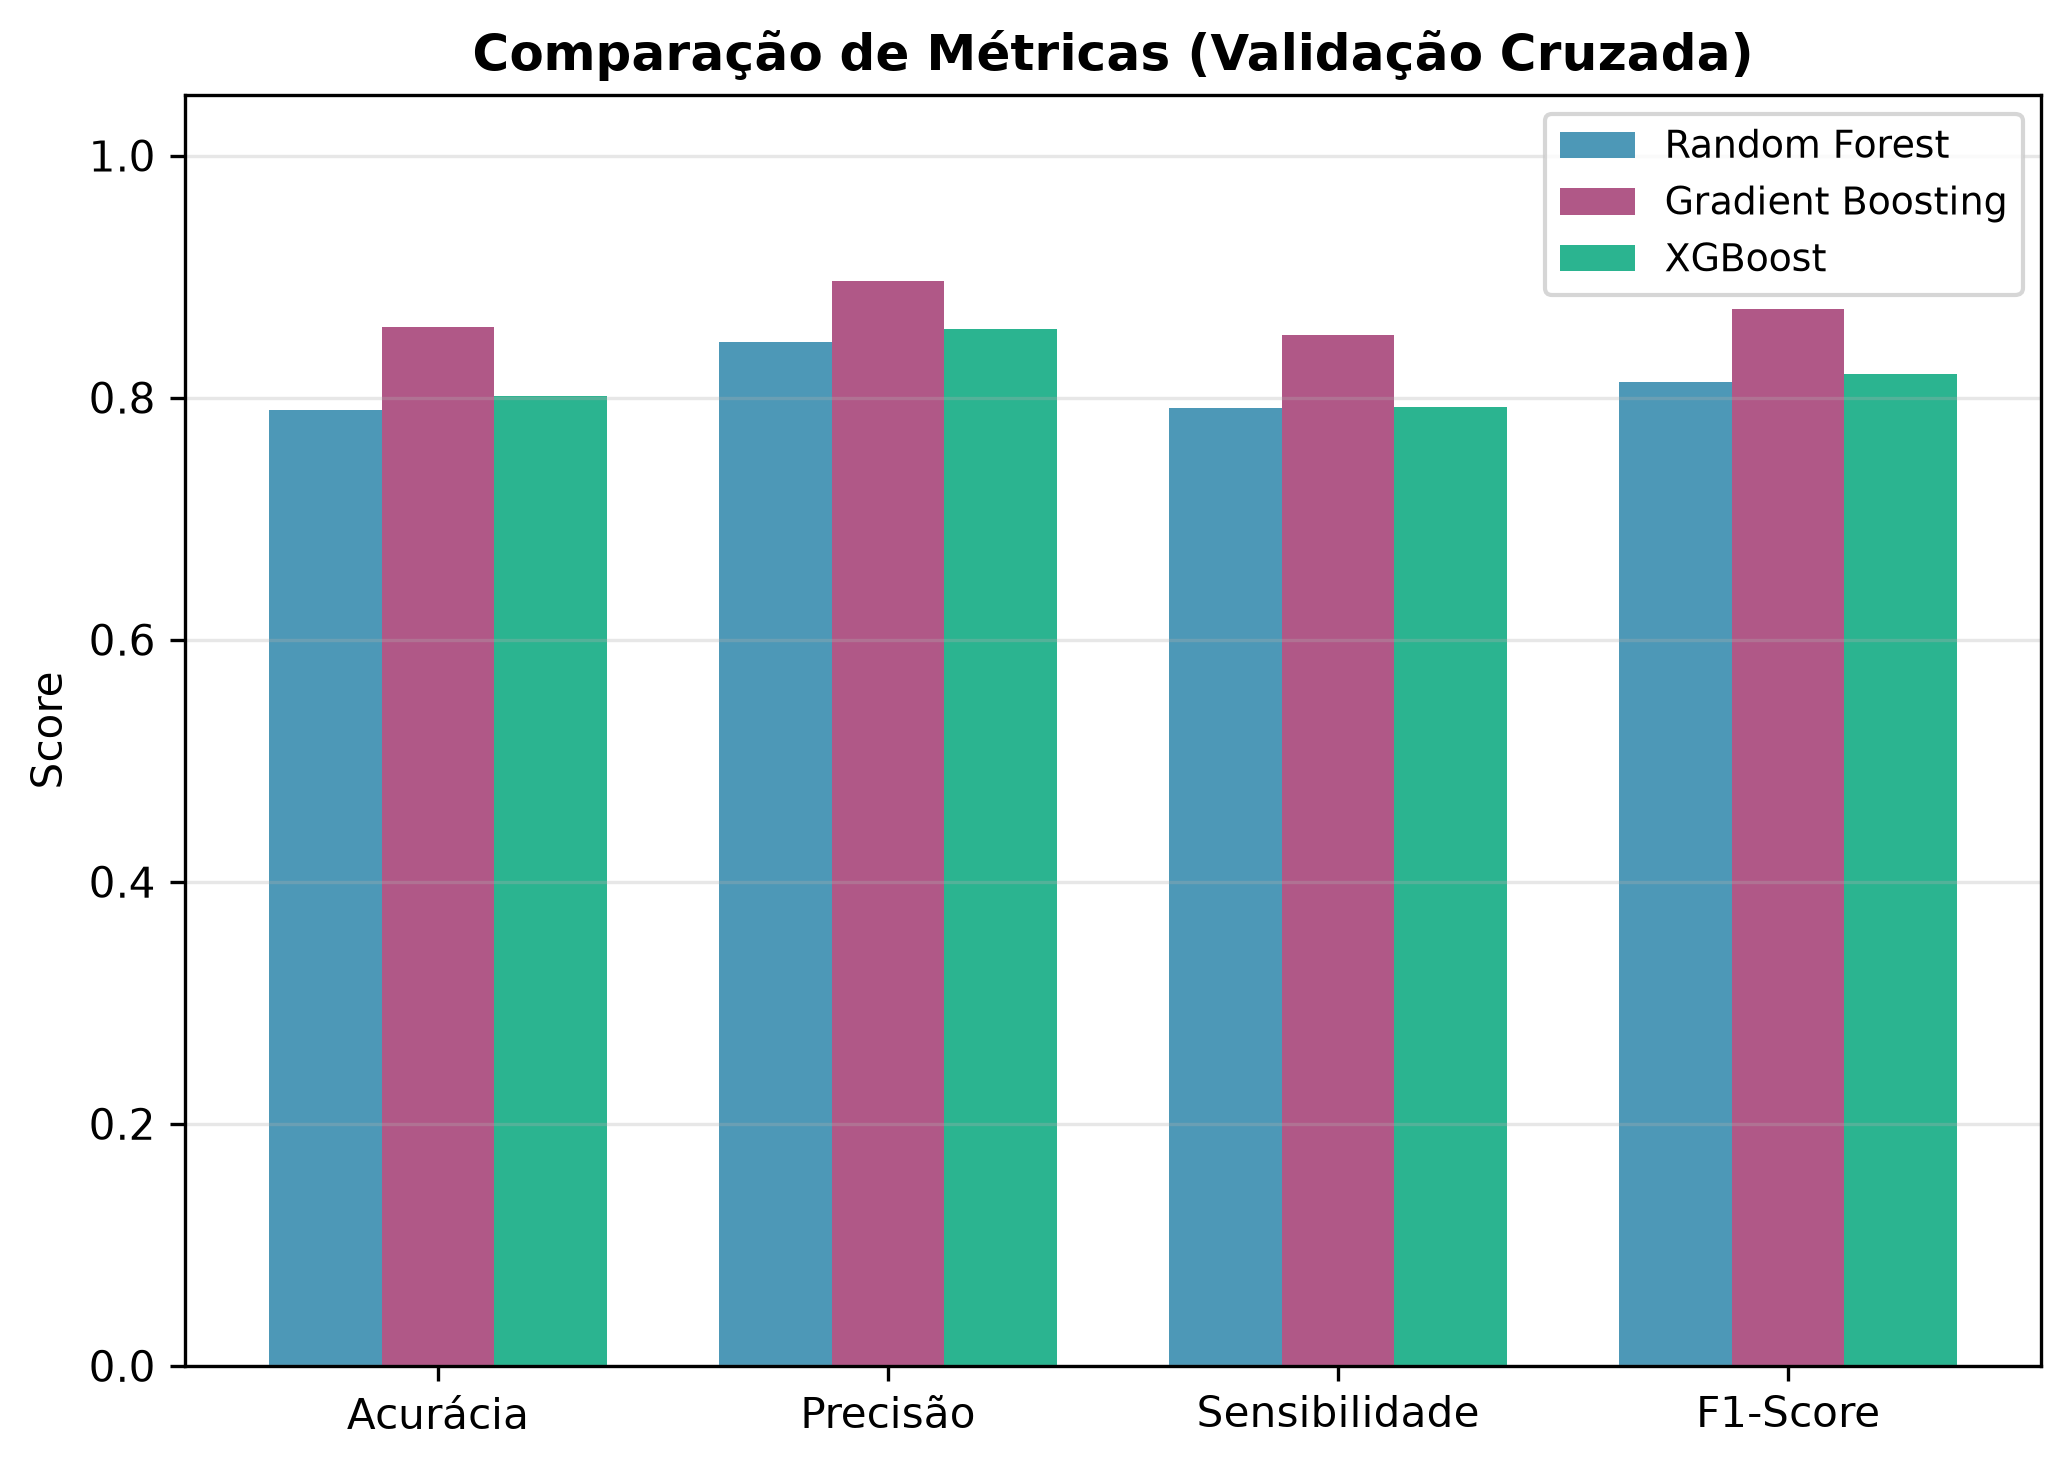 Comparação de Métricas (Validação Cruzada)
Random Forest
Gradient Boosting
XGBoost
Score
1.0
0.8
0.6
0.4
0.2
0.0
Acurácia
Precisão
Sensibilidade
F1-Score